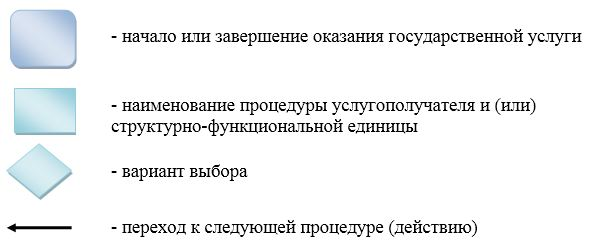 - начало или завершение оказания государственной услуги
- наименование процедуры услугополучателя и (или)
структурно-функциональной единицы
- вариант выбора
- переход к следующей процедуре (действию)